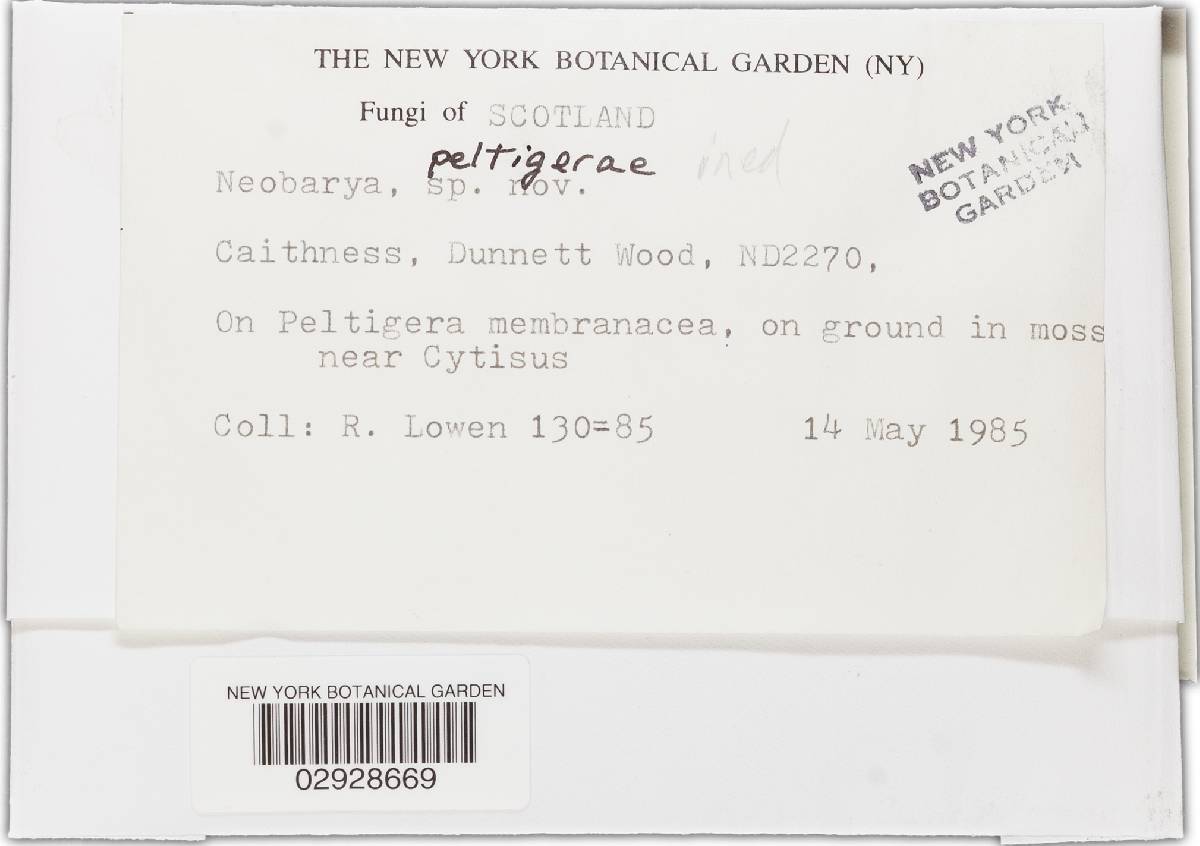 THE NEW YORK BOTANICAL GARDEN (NY)
Fungi of SCOTLAND
peltigerae ined
Neobarya, sp. nov.
NEW YORK
BOTANICAL
GARDEN
Caithness, Dunnett Wood, ND2270,
On Peltigera membranacea, on ground in moss
near Cytisus
Coll: R. Lowen 130=85 14 May 1985
NEW YORK BOTANICAL GARDEN
02928669